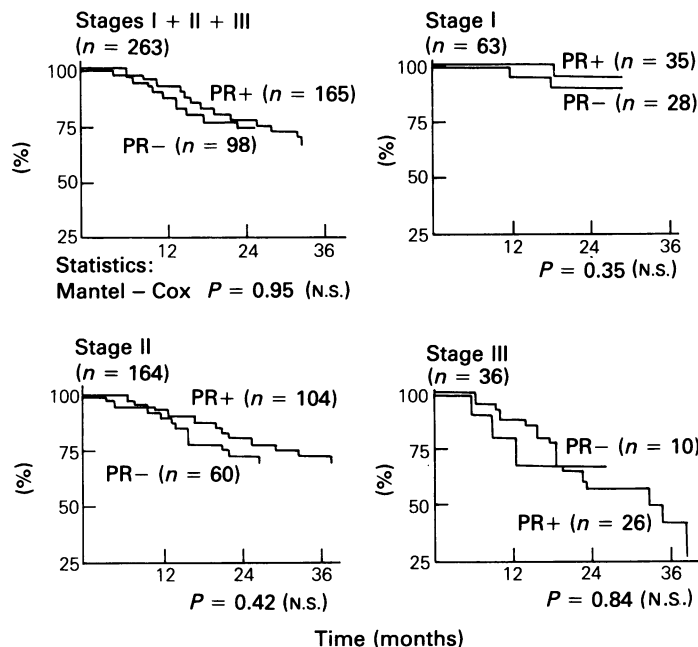 Stages I + II + III
(n = 263)
100
75
50
25
(%)
PR+ (n = 165)
PR− (n = 98)
12
24
36
Statistics:
Mantel – Cox P = 0.95 (N.S.)
Stage I
(n = 63)
100
75
50
25
(%)
PR+ (n = 35)
PR− (n = 28)
12
24
36
P = 0.35 (N.S.)
Stage II
(n = 164)
100
75
50
25
(%)
PR+ (n = 104)
PR− (n = 60)
12
24
36
P = 0.42 (N.S.)
Stage III
(n = 36)
100
75
50
25
(%)
PR− (n = 10)
PR+ (n = 26)
12
24
36
P = 0.84 (N.S.)
Time (months)